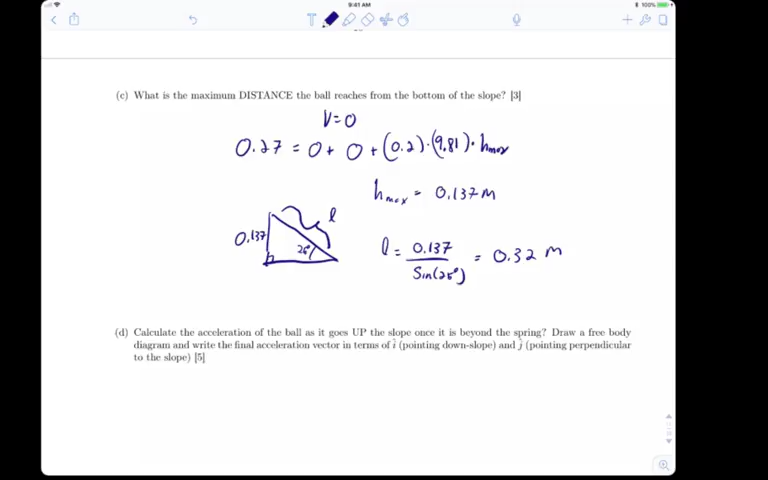 9:41 AM
100%
T
(c) What is the maximum DISTANCE the ball reaches from the bottom of the slope? [3]
V=0
0.27 = 0 + 0 + (0.2)·(9.81)·hmax
hmax = 0.137 m
0.137
l
25°
l = 0.137 / Sin(25°) = 0.32 m
(d) Calculate the acceleration of the ball as it goes UP the slope once it is beyond the spring? Draw a free body
diagram and write the final acceleration vector in terms of î (pointing down-slope) and ĵ (pointing perpendicular
to the slope) [5]